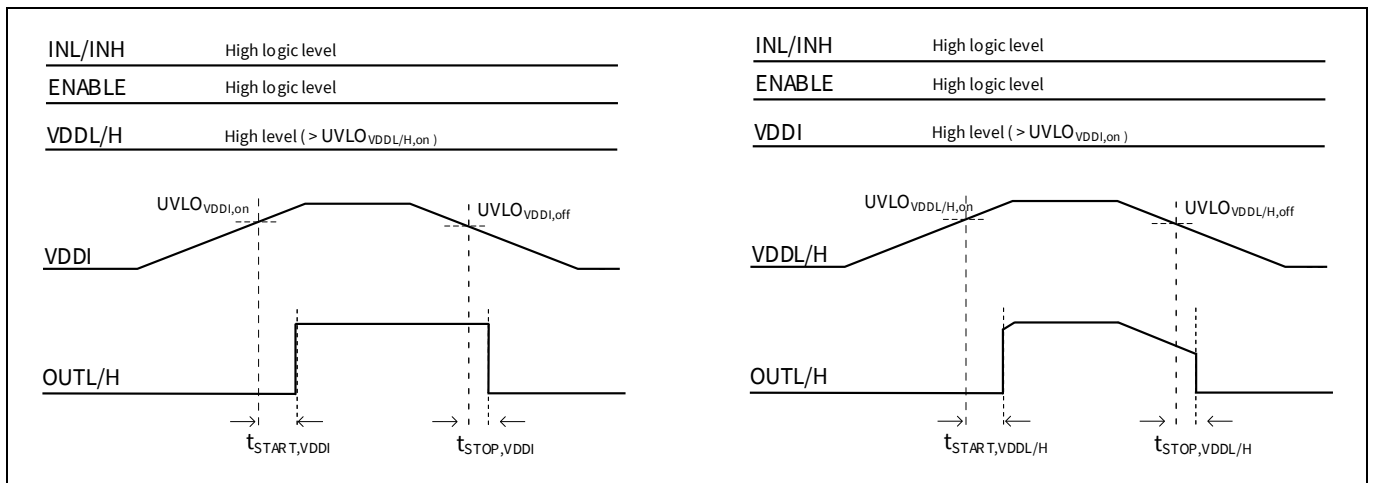 INL/INH High logic level
ENABLE High logic level
VDDL/H High level ( > UVLOVDDL/H,on )
UVLOVDDI,on
UVLOVDDI,off
VDDI
OUTL/H
tSTART,VDDI
tSTOP,VDDI
INL/INH High logic level
ENABLE High logic level
VDDI High level ( > UVLOVDDI,on )
UVLOVDDL/H,on
UVLOVDDL/H,off
VDDL/H
OUTL/H
tSTART,VDDL/H
tSTOP,VDDL/H